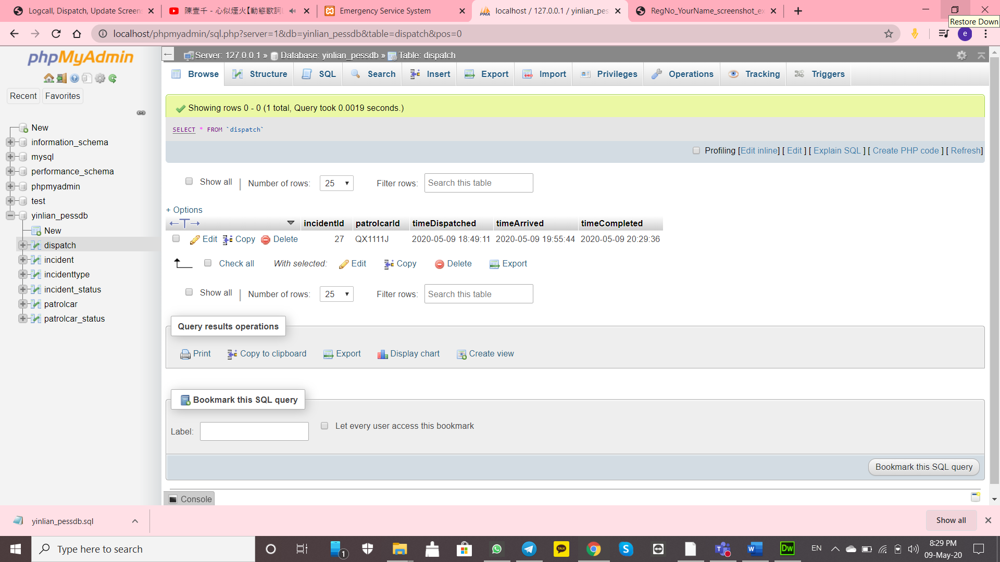 Logcall, Dispatch, Update Screen
陳壹千 - 心似煙火【動態歌詞
Emergency Service System
localhost / 127.0.0.1 / yinlian_pes
RegNo_YourName_screenshot_ex
Restore Down
localhost/phpmyadmin/sql.php?server=1&db=yinlian_pessdb&table=dispatch&pos=0
e
phpMyAdmin
Recent
Favorites
New
information_schema
mysql
performance_schema
phpmyadmin
test
yinlian_pessdb
New
dispatch
incident
incidenttype
incident_status
patrolcar
patrolcar_status
Server: 127.0.0.1 » Database: yinlian_pessdb » Table: dispatch
Browse Structure SQL Search Insert Export Import Privileges Operations Tracking Triggers
Showing rows 0 - 0 (1 total, Query took 0.0019 seconds.)
SELECT * FROM `dispatch`
Profiling [Edit inline] [ Edit ] [ Explain SQL ] [ Create PHP code ] [ Refresh]
Show all | Number of rows: 25 Filter rows: Search this table
+ Options
←T→ incidentId patrolcarId timeDispatched timeArrived timeCompleted
Edit Copy Delete 27 QX1111J 2020-05-09 18:49:11 2020-05-09 19:55:44 2020-05-09 20:29:36
Check all With selected: Edit Copy Delete Export
Show all | Number of rows: 25 Filter rows: Search this table
Query results operations
Print Copy to clipboard Export Display chart Create view
Bookmark this SQL query
Label: Let every user access this bookmark
Bookmark this SQL query
Console
yinlian_pessdb.sql
Show all
Type here to search
1
TALK
S
W
Dw
EN
8:29 PM
09-May-20